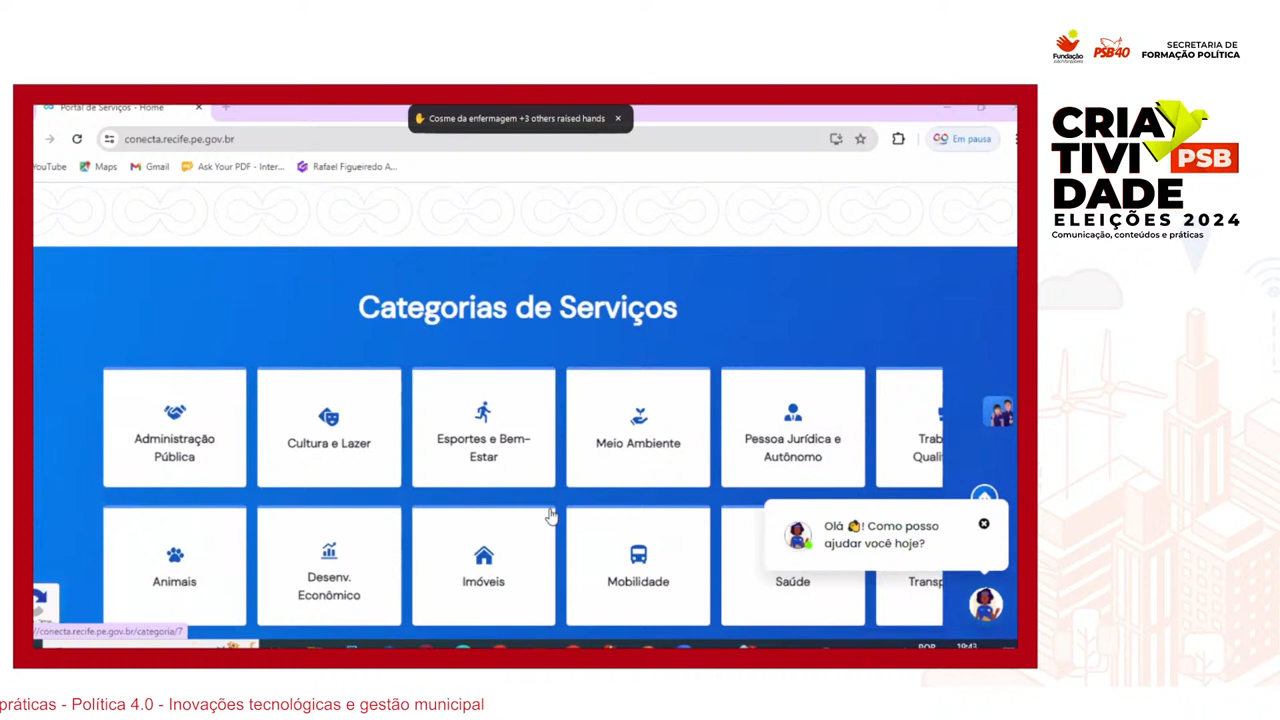 Fundação
PSB40
SECRETARIA DE
FORMAÇÃO POLÍTICA
CRIA
TIVI
DADE
PSB
ELEIÇÕES 2024
Comunicação, conteúdos e práticas
Portal de Serviços - Home
Cosme da enfermagem +3 others raised hands
conecta.recife.pe.gov.br
Em pausa
YouTube
Maps
Gmail
Ask Your PDF - Inter...
Rafael Figueiredo A...
Categorias de Serviços
Administração
Pública
Cultura e Lazer
Esportes e Bem-
Estar
Meio Ambiente
Pessoa Jurídica e
Autônomo
Trab
Quali
Animais
Desenv.
Econômico
Imóveis
Mobilidade
Saúde
Transp
Olá 👏! Como posso
ajudar você hoje?
//conecta.recife.pe.gov.br/categoria/7
POR
19:43
práticas - Política 4.0 - Inovações tecnológicas e gestão municipal